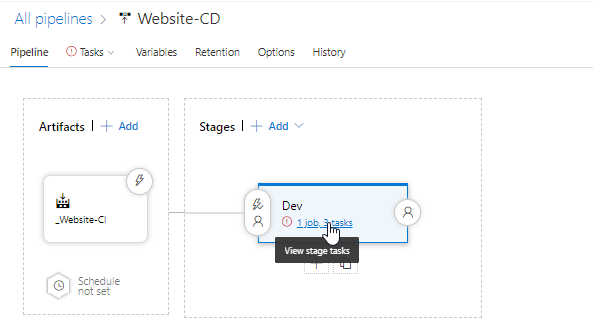 All pipelines > Website-CD
Pipeline Tasks Variables Retention Options History
Artifacts | + Add
Stages | + Add
_Website-CI
Schedule
not set
Dev
1 job, 3 tasks
View stage tasks